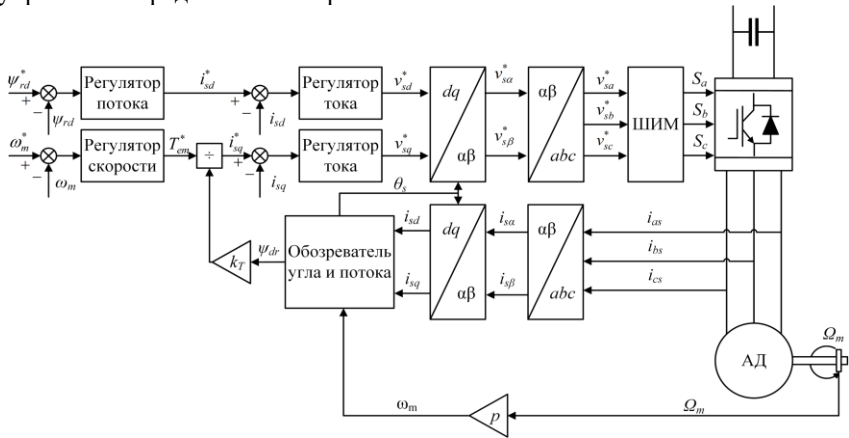 ψ*rd
+
−
ψrd
Регулятор
потока
i*sd
+
−
isd
Регулятор
тока
v*sd
dq
αβ
v*sα
v*sβ
αβ
abc
v*sa
v*sb
v*sc
ШИМ
Sa
Sb
Sc
ω*m
+
−
ωm
Регулятор
скорости
T*em
÷
i*sq
+
−
isq
Регулятор
тока
v*sq
θs
kT
ψdr
Обозреватель
угла и потока
isd
isq
dq
αβ
isα
isβ
αβ
abc
ias
ibs
ics
АД
Ωm
ωm
p
Ωm